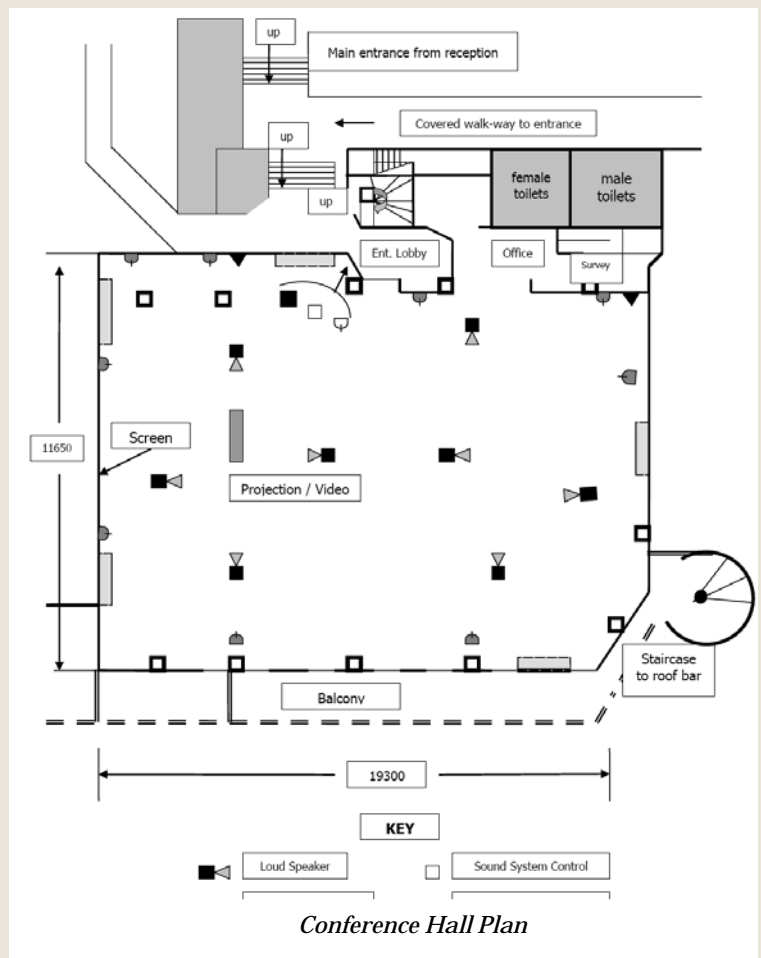 up
Main entrance from reception
Covered walk-way to entrance
up
up
female
toilets
male
toilets
Ent. Lobby
Office
Survey
11650
Screen
Projection / Video
Staircase
to roof bar
Balcony
19300
KEY
Loud Speaker
Sound System Control
Conference Hall Plan